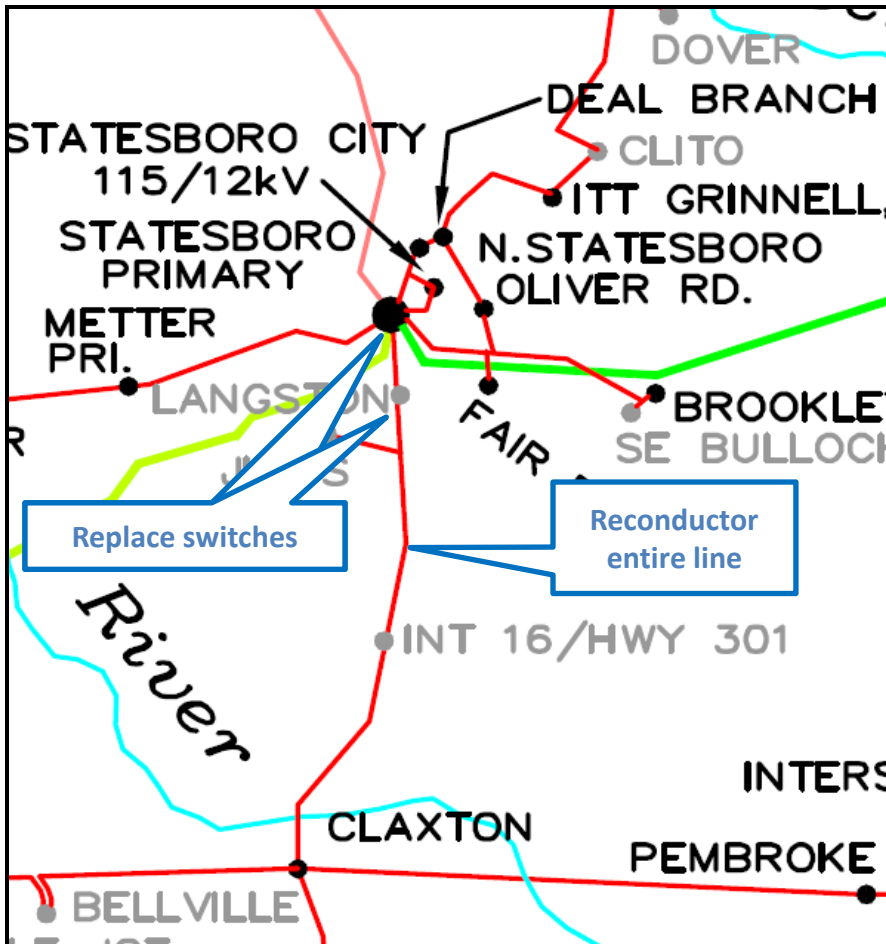 DOVER
DEAL BRANCH
STATESBORO CITY
115/12kV
CLITO
ITT GRINNELL,
STATESBORO
PRIMARY
N.STATESBORO
OLIVER RD.
METTER
PRI.
LANGSTON
BROOKLET
FAIR
SE BULLOCH
R
Replace switches
Reconductor
entire line
River
INT 16/HWY 301
INTERS
CLAXTON
PEMBROKE
BELLVILLE